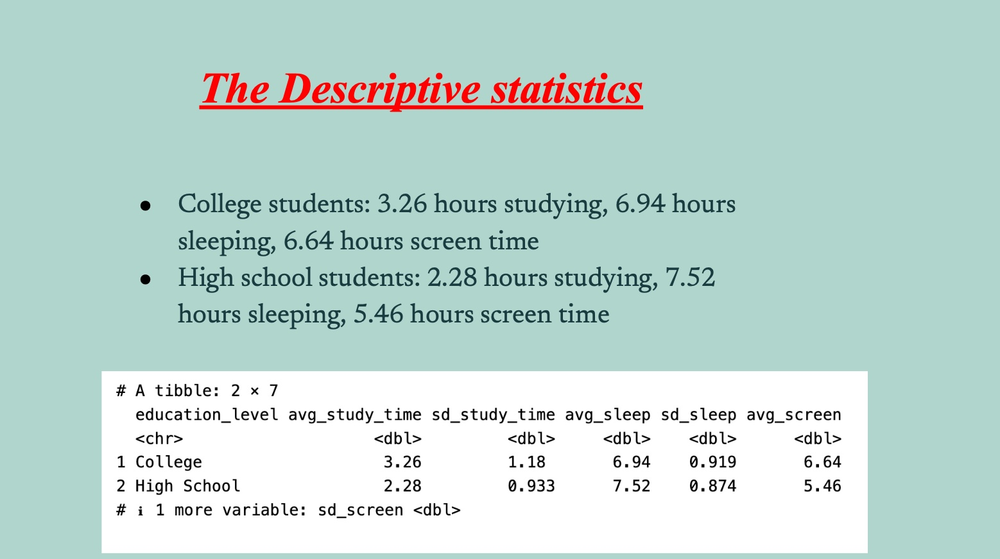 The Descriptive statistics
● College students: 3.26 hours studying, 6.94 hours
sleeping, 6.64 hours screen time
● High school students: 2.28 hours studying, 7.52
hours sleeping, 5.46 hours screen time
# A tibble: 2 × 7
  education_level avg_study_time sd_study_time avg_sleep sd_sleep avg_screen
  <chr>                    <dbl>         <dbl>     <dbl>    <dbl>      <dbl>
1 College                   3.26         1.18       6.94    0.919       6.64
2 High School               2.28         0.933      7.52    0.874       5.46
# ℹ 1 more variable: sd_screen <dbl>